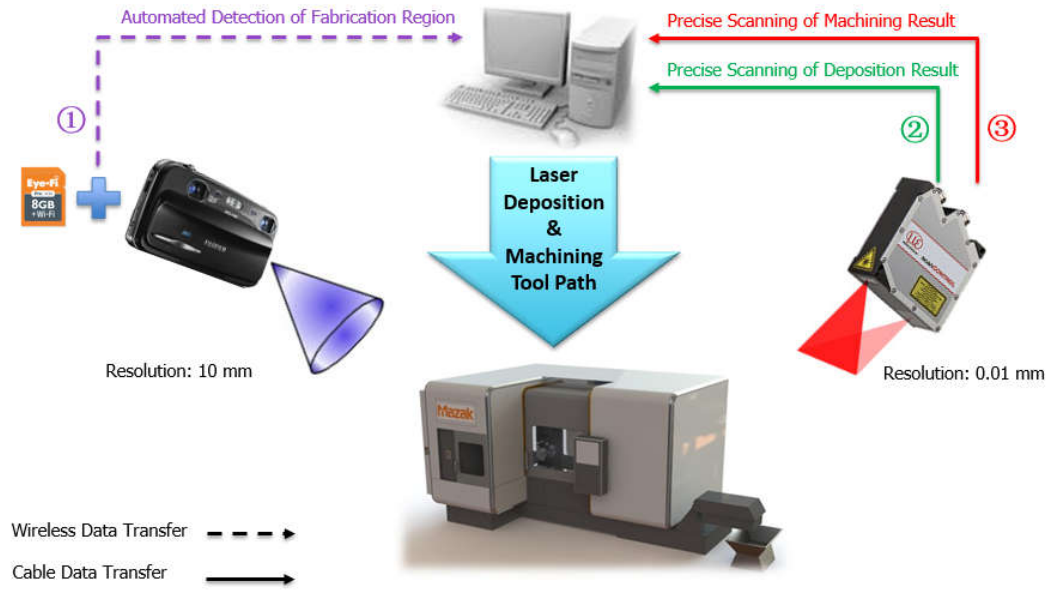 Automated Detection of Fabrication Region
Precise Scanning of Machining Result
Precise Scanning of Deposition Result
①
②
③
Eye-Fi
8GB
+Wi-Fi
FUJIFILM
Laser
Deposition
&
Machining
Tool Path
scanCONTROL
Resolution: 10 mm
Resolution: 0.01 mm
Mazak
Wireless Data Transfer
Cable Data Transfer